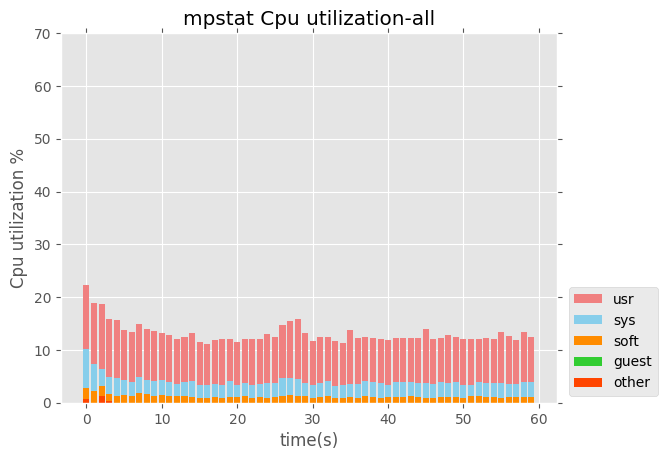 mpstat Cpu utilization-all
70
60
50
40
30
20
10
0
Cpu utilization %
0 10 20 30 40 50 60
time(s)
usr
sys
soft
guest
other